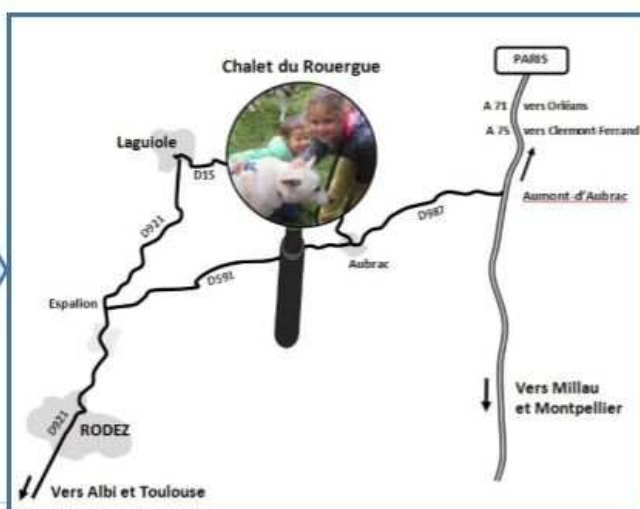 PARIS
Chalet du Rouergue
A 71 vers Orléans
A 75 vers Clermont-Ferrand
Laguiole
D15
Aumont-d'Aubrac
D987
D921
Aubrac
D591
Espalion
Vers Millau
et Montpellier
D921
RODEZ
Vers Albi et Toulouse